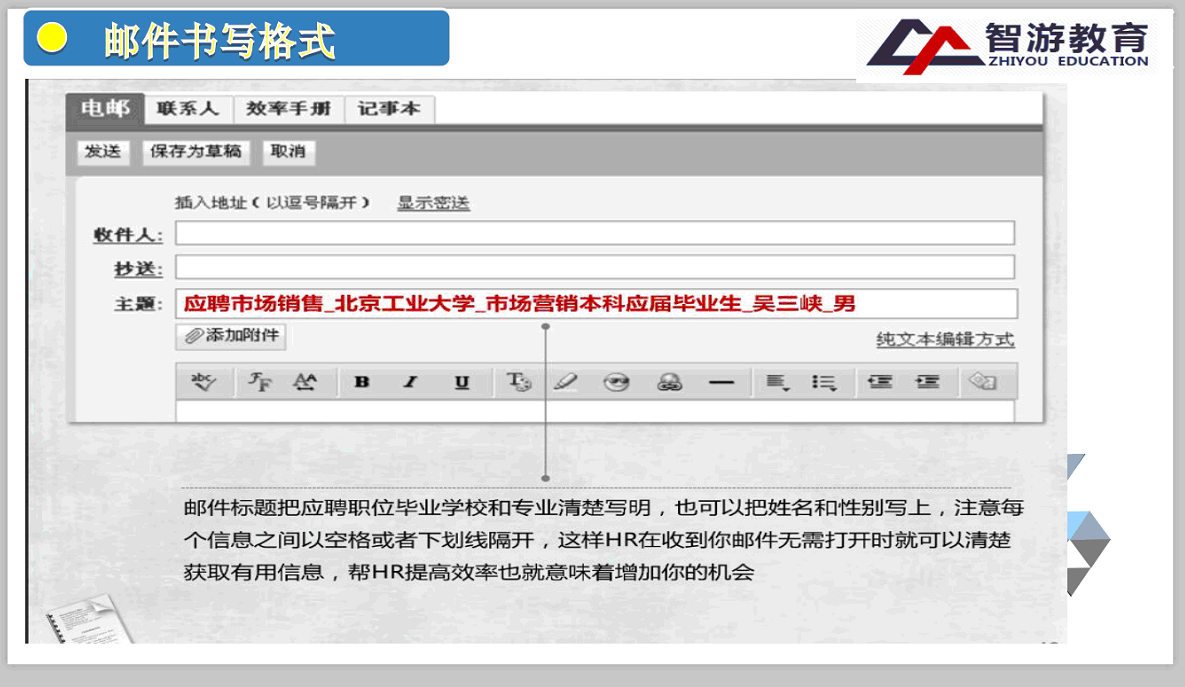 邮件书写格式
智游教育
ZHIYOU EDUCATION
电邮 联系人 效率手册 记事本
发送 保存为草稿 取消
插入地址(以逗号隔开) 显示密送
收件人:
抄送:
主题: 应聘市场销售_北京工业大学_市场营销本科应届毕业生_吴三峡_男
添加附件 纯文本编辑方式
abc F F A A B I U T
邮件标题把应聘职位毕业学校和专业清楚写明，也可以把姓名和性别写上，注意每
个信息之间以空格或者下划线隔开，这样HR在收到你邮件无需打开时就可以清楚
获取有用信息，帮HR提高效率也就意味着增加你的机会